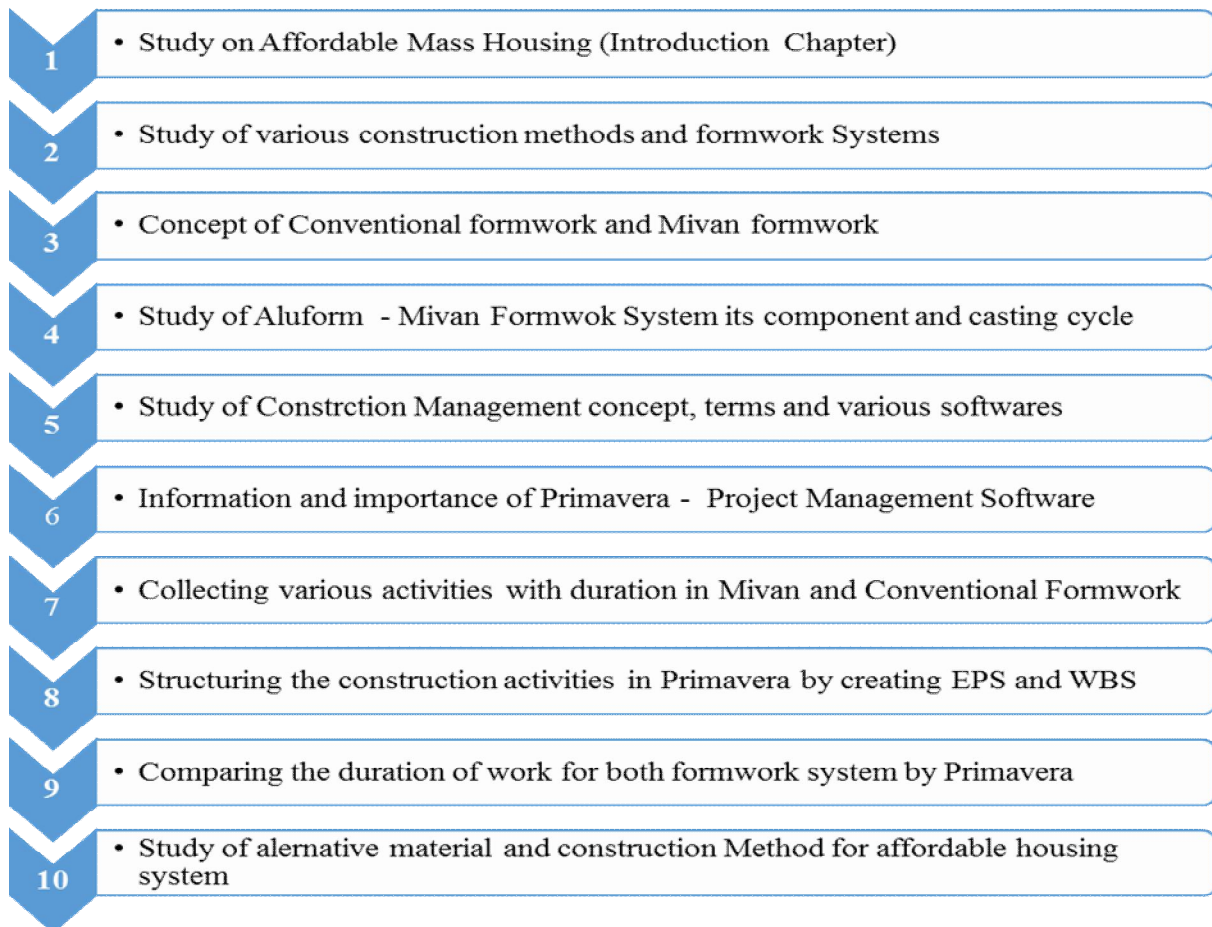 1
• Study on Affordable Mass Housing (Introduction Chapter)
2
• Study of various construction methods and formwork Systems
3
• Concept of Conventional formwork and Mivan formwork
4
• Study of Aluform - Mivan Formwok System its component and casting cycle
5
• Study of Constrction Management concept, terms and various softwares
6
• Information and importance of Primavera - Project Management Software
7
• Collecting various activities with duration in Mivan and Conventional Formwork
8
• Structuring the construction activities in Primavera by creating EPS and WBS
9
• Comparing the duration of work for both formwork system by Primavera
10
• Study of alernative material and construction Method for affordable housing
system